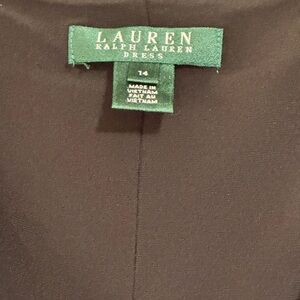 LAUREN
RALPH LAUREN
DRESS
14
MADE IN
VIETNAM
FAIT AU
VIETNAM